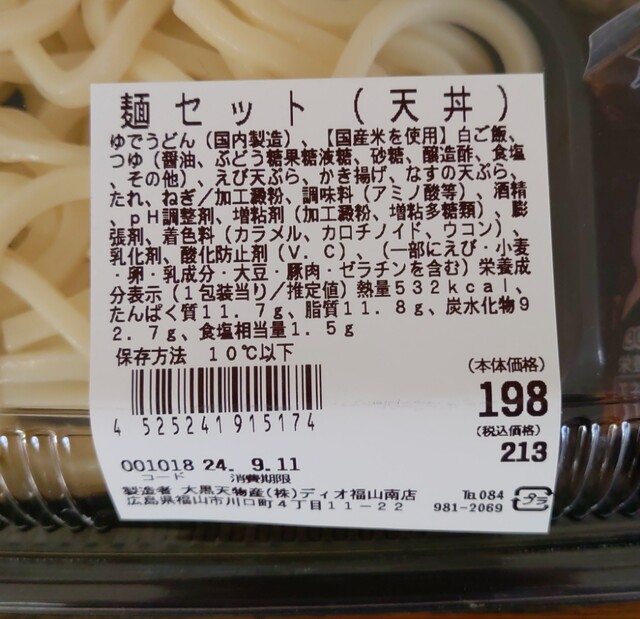 麺セット(天丼)
ゆでうどん(国内製造)、【国産米を使用】白ご飯、
つゆ(醤油、ぶどう糖果糖液糖、砂糖、醸造酢、食塩
、その他)、えび天ぷら、かき揚げ、なすの天ぷら、
たれ、ねぎ/加工澱粉、調味料(アミノ酸等)、酒精
、pH調整剤、増粘剤(加工澱粉、増粘多糖類)、膨
張剤、着色料(カラメル、カロチノイド、ウコン)、
乳化剤、酸化防止剤(V.C)、(一部にえび・小麦
・卵・乳成分・大豆・豚肉・ゼラチンを含む)栄養成
分表示(1包装当り/推定値)熱量532kcal、
たんぱく質11.7g、脂質11.8g、炭水化物9
2.7g、食塩相当量1.5g
保存方法 10℃以下
(本体価格)
198
(税込価格)
213
4 525241 915174
001018 24. 9.11
コード 消費期限
製造者 大黒天物産(株)ディオ福山南店 ℡084
広島県福山市川口町4丁目11-22 981-2069
プラ